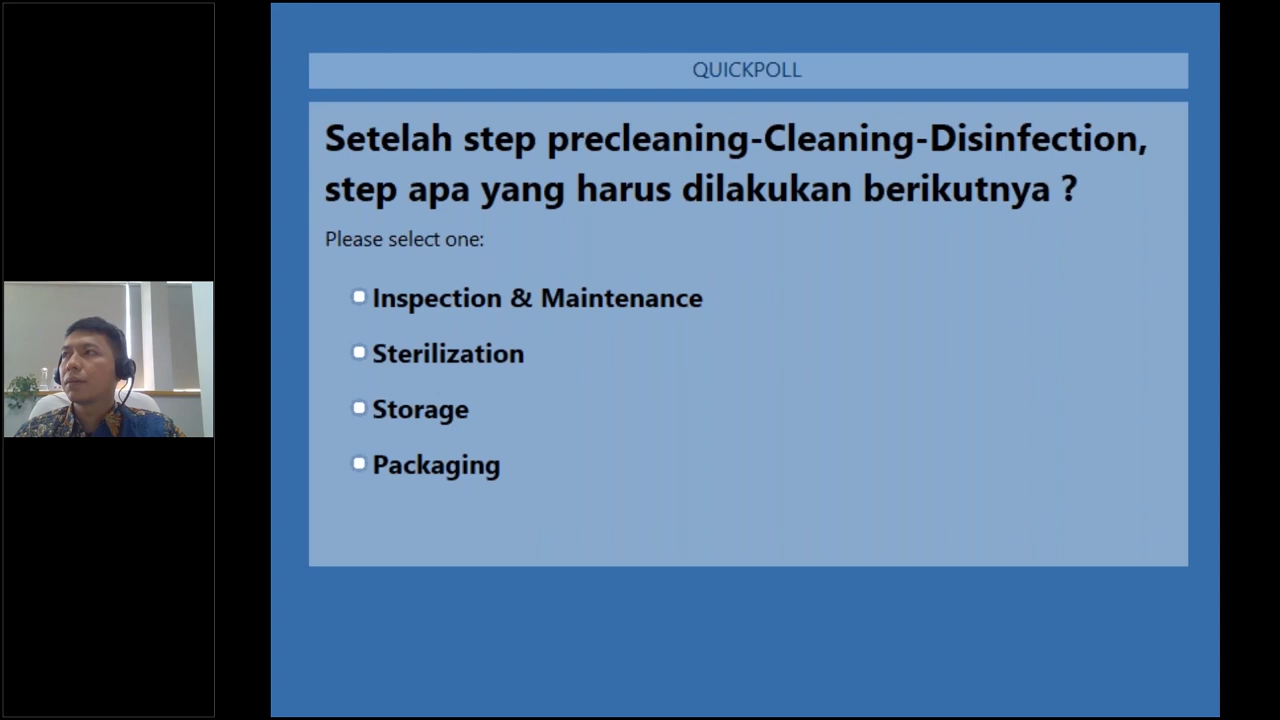 QUICKPOLL
Setelah step precleaning-Cleaning-Disinfection,
step apa yang harus dilakukan berikutnya ?
Please select one:
Inspection & Maintenance
Sterilization
Storage
Packaging